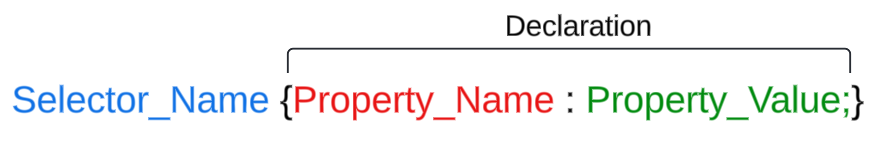 Declaration
Selector_Name {Property_Name : Property_Value;}